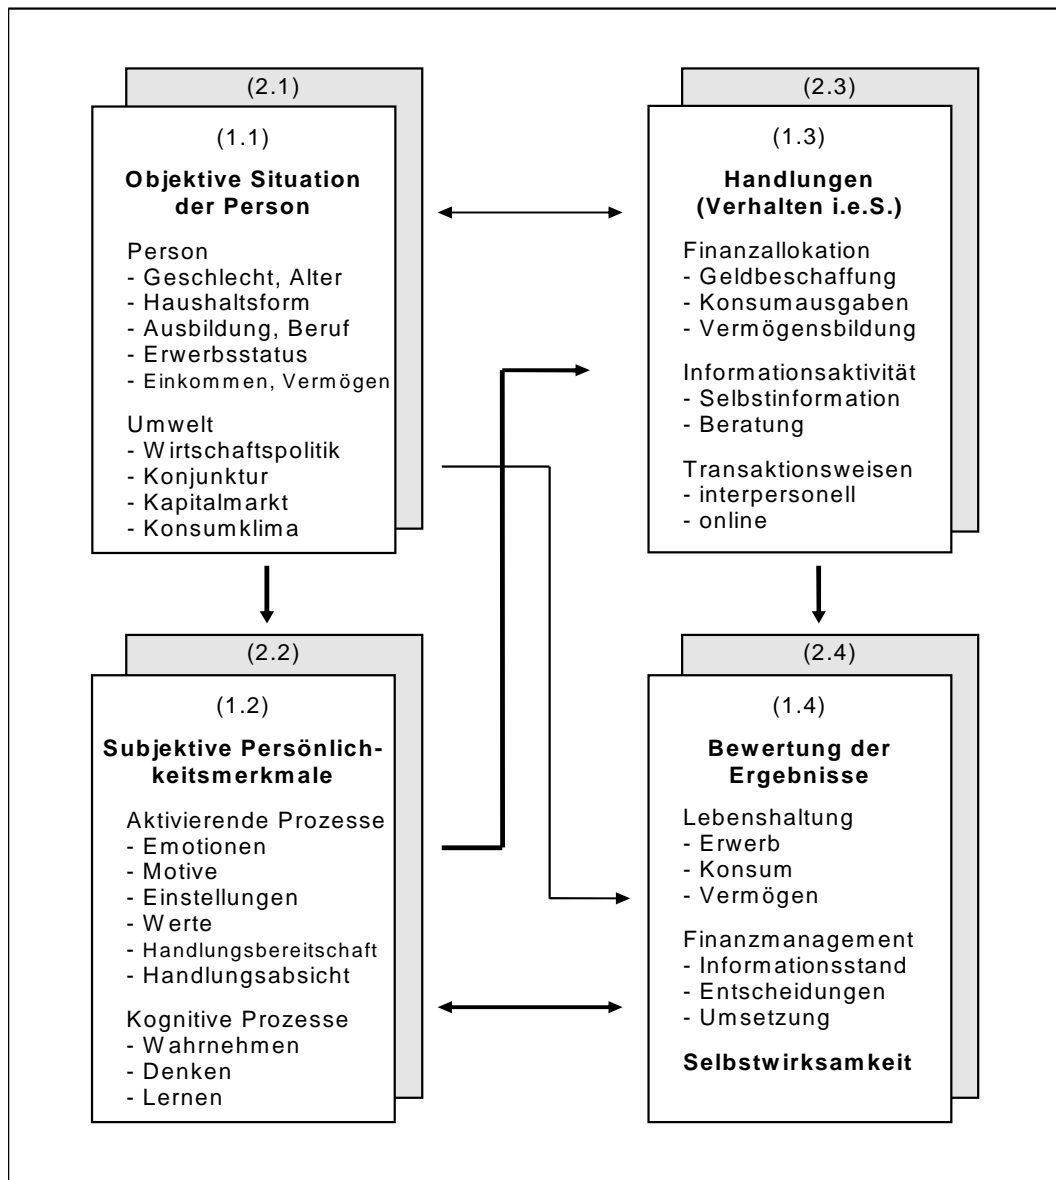 (2.1)
(1.1)
Objektive Situation
der Person
Person
- Geschlecht, Alter
- Haushaltsform
- Ausbildung, Beruf
- Erwerbsstatus
- Einkommen, Vermögen
Umwelt
- Wirtschaftspolitik
- Konjunktur
- Kapitalmarkt
- Konsumklima
(2.3)
(1.3)
Handlungen
(Verhalten i.e.S.)
Finanzallokation
- Geldbeschaffung
- Konsumausgaben
- Vermögensbildung
Informationsaktivität
- Selbstinformation
- Beratung
Transaktionsweisen
- interpersonell
- online
(2.2)
(1.2)
Subjektive Persönlich-
keitsmerkmale
Aktivierende Prozesse
- Emotionen
- Motive
- Einstellungen
- Werte
- Handlungsbereitschaft
- Handlungsabsicht
Kognitive Prozesse
- Wahrnehmen
- Denken
- Lernen
(2.4)
(1.4)
Bewertung der
Ergebnisse
Lebenshaltung
- Erwerb
- Konsum
- Vermögen
Finanzmanagement
- Informationsstand
- Entscheidungen
- Umsetzung
Selbstwirksamkeit